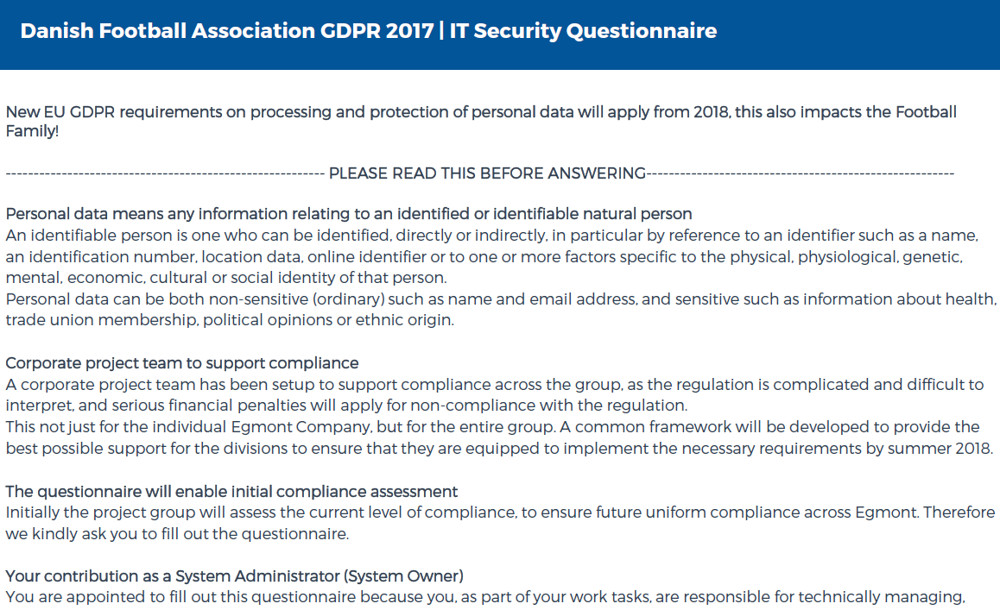 Danish Football Association GDPR 2017 | IT Security Questionnaire
New EU GDPR requirements on processing and protection of personal data will apply from 2018, this also impacts the Football
Family!
--------------------------------------------------------- PLEASE READ THIS BEFORE ANSWERING-------------------------------------------------------
Personal data means any information relating to an identified or identifiable natural person
An identifiable person is one who can be identified, directly or indirectly, in particular by reference to an identifier such as a name,
an identification number, location data, online identifier or to one or more factors specific to the physical, physiological, genetic,
mental, economic, cultural or social identity of that person.
Personal data can be both non-sensitive (ordinary) such as name and email address, and sensitive such as information about health,
trade union membership, political opinions or ethnic origin.
Corporate project team to support compliance
A corporate project team has been setup to support compliance across the group, as the regulation is complicated and difficult to
interpret, and serious financial penalties will apply for non-compliance with the regulation.
This not just for the individual Egmont Company, but for the entire group. A common framework will be developed to provide the
best possible support for the divisions to ensure that they are equipped to implement the necessary requirements by summer 2018.
The questionnaire will enable initial compliance assessment
Initially the project group will assess the current level of compliance, to ensure future uniform compliance across Egmont. Therefore
we kindly ask you to fill out the questionnaire.
Your contribution as a System Administrator (System Owner)
You are appointed to fill out this questionnaire because you, as part of your work tasks, are responsible for technically managing,